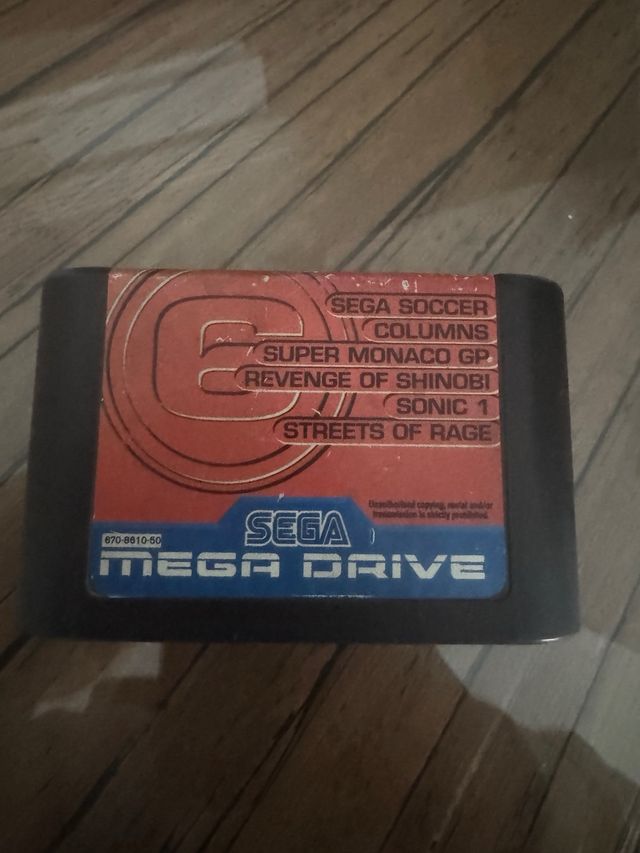 6
SEGA SOCCER
COLUMNS
SUPER MONACO GP
REVENGE OF SHINOBI
SONIC 1
STREETS OF RAGE
Unauthorised copying, rental and/or
transmission is strictly prohibited.
SEGA
670-8610-50
MEGA DRIVE